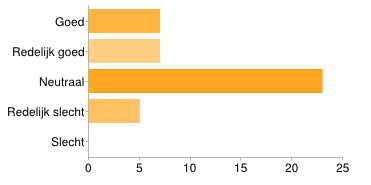 Goed
Redelijk goed
Neutraal
Redelijk slecht
Slecht
0 5 10 15 20 25